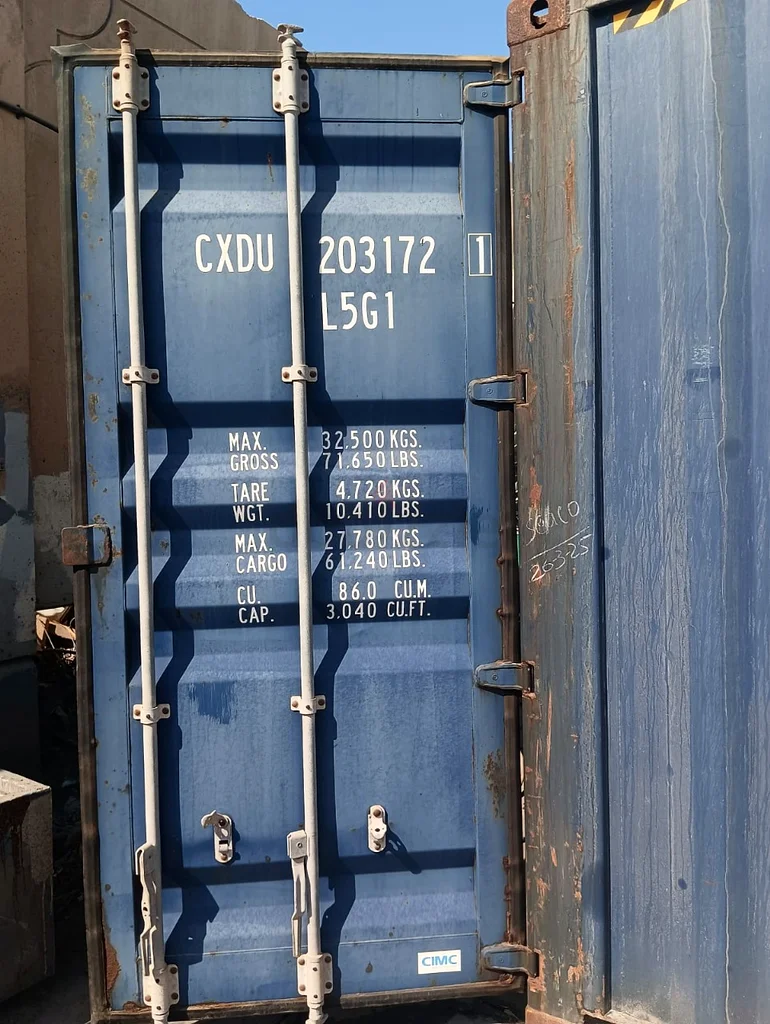 CXDU 203172 1
L5G1
MAX. 32.500 KGS.
GROSS 71.650 LBS.
TARE 4.720 KGS.
WGT. 10.410 LBS.
MAX. 27.780 KGS.
CARGO 61.240 LBS.
CU. 86.0 CU.M.
CAP. 3.040 CU.FT.
26325
CIMC